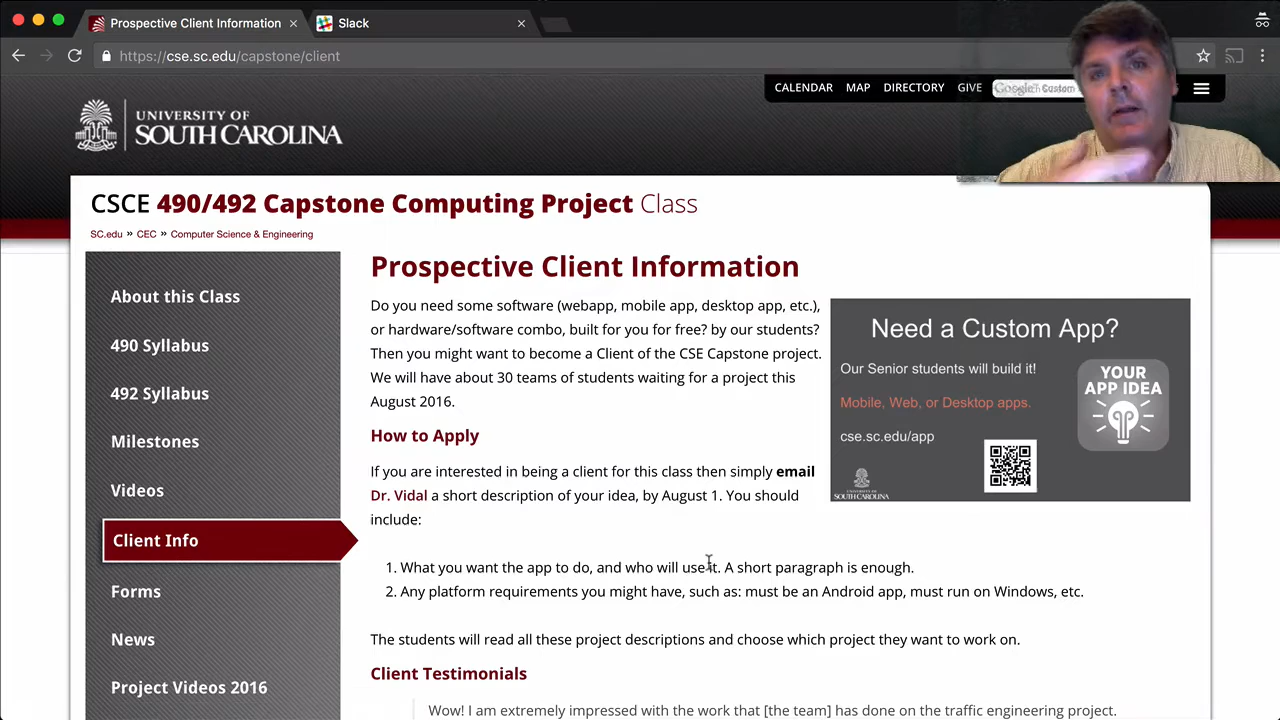 Prospective Client Information
Slack
https://cse.sc.edu/capstone/client
CALENDAR MAP DIRECTORY GIVE Google Custom
UNIVERSITY OF
SOUTH CAROLINA
CSCE 490/492 Capstone Computing Project Class
SC.edu » CEC » Computer Science & Engineering
About this Class
490 Syllabus
492 Syllabus
Milestones
Videos
Client Info
Forms
News
Project Videos 2016
Prospective Client Information
Do you need some software (webapp, mobile app, desktop app, etc.),
or hardware/software combo, built for you for free? by our students?
Then you might want to become a Client of the CSE Capstone project.
We will have about 30 teams of students waiting for a project this
August 2016.
Need a Custom App?
Our Senior students will build it!
Mobile, Web, or Desktop apps.
cse.sc.edu/app
YOUR
APP IDEA
UNIVERSITY OF
SOUTH CAROLINA
How to Apply
If you are interested in being a client for this class then simply email
Dr. Vidal a short description of your idea, by August 1. You should
include:
1. What you want the app to do, and who will use it. A short paragraph is enough.
2. Any platform requirements you might have, such as: must be an Android app, must run on Windows, etc.
The students will read all these project descriptions and choose which project they want to work on.
Client Testimonials
Wow! I am extremely impressed with the work that [the team] has done on the traffic engineering project.